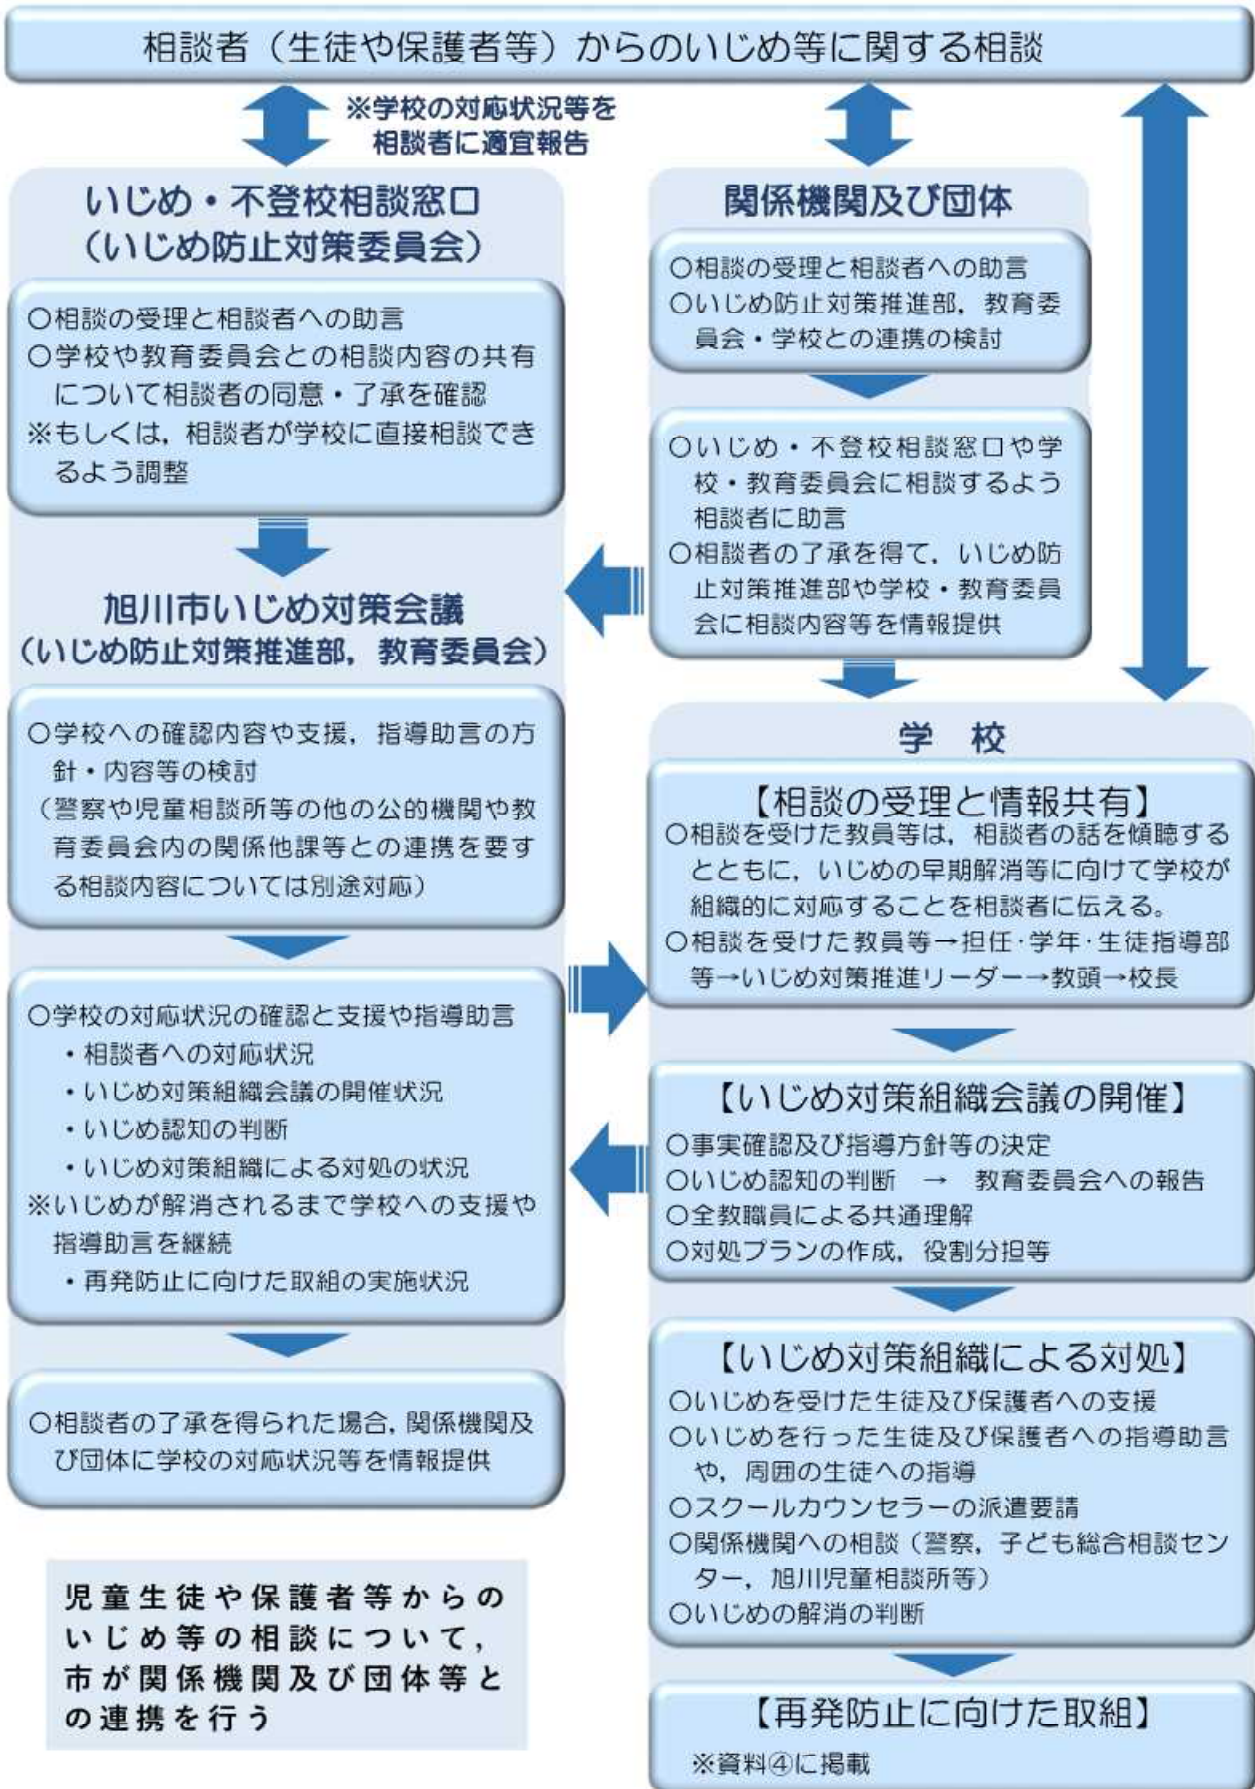 相談者（生徒や保護者等）からのいじめ等に関する相談
※学校の対応状況等を
相談者に適宜報告
いじめ・不登校相談窓口
（いじめ防止対策委員会）
○相談の受理と相談者への助言
○学校や教育委員会との相談内容の共有
について相談者の同意・了承を確認
※もしくは，相談者が学校に直接相談でき
るよう調整
旭川市いじめ対策会議
（いじめ防止対策推進部，教育委員会）
○学校への確認内容や支援，指導助言の方
針・内容等の検討
（警察や児童相談所等の他の公的機関や教
育委員会内の関係他課等との連携を要す
る相談内容については別途対応）
○学校の対応状況の確認と支援や指導助言
・相談者への対応状況
・いじめ対策組織会議の開催状況
・いじめ認知の判断
・いじめ対策組織による対処の状況
※いじめが解消されるまで学校への支援や
指導助言を継続
・再発防止に向けた取組の実施状況
○相談者の了承を得られた場合，関係機関及
び団体に学校の対応状況等を情報提供
児童生徒や保護者等からの
いじめ等の相談について，
市が関係機関及び団体等と
の連携を行う
関係機関及び団体
○相談の受理と相談者への助言
○いじめ防止対策推進部，教育委
員会・学校との連携の検討
○いじめ・不登校相談窓口や学
校・教育委員会に相談するよう
相談者に助言
○相談者の了承を得て，いじめ防
止対策推進部や学校・教育委員
会に相談内容等を情報提供
学　校
【相談の受理と情報共有】
○相談を受けた教員等は，相談者の話を傾聴する
とともに，いじめの早期解消等に向けて学校が
組織的に対応することを相談者に伝える。
○相談を受けた教員等→担任・学年・生徒指導部
等→いじめ対策推進リーダー→教頭→校長
【いじめ対策組織会議の開催】
○事実確認及び指導方針等の決定
○いじめ認知の判断　→　教育委員会への報告
○全教職員による共通理解
○対処プランの作成，役割分担等
【いじめ対策組織による対処】
○いじめを受けた生徒及び保護者への支援
○いじめを行った生徒及び保護者への指導助言
や，周囲の生徒への指導
○スクールカウンセラーの派遣要請
○関係機関への相談（警察，子ども総合相談セン
ター，旭川児童相談所等）
○いじめの解消の判断
【再発防止に向けた取組】
※資料④に掲載